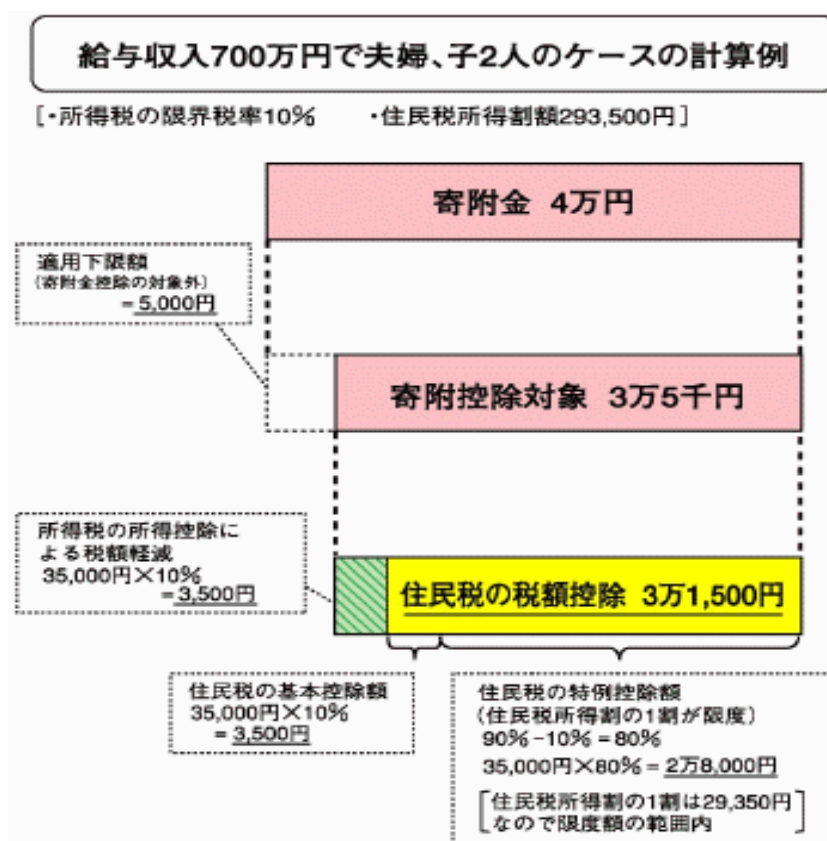 給与収入700万円で夫婦、子2人のケースの計算例
[・所得税の限界税率10％　・住民税所得割額293,500円]
寄附金 4万円
適用下限額
(寄附金控除の対象外)
=5,000円
寄附控除対象 3万5千円
所得税の所得控除に
よる税額軽減
35,000円×10％
=3,500円
住民税の税額控除 3万1,500円
住民税の基本控除額
35,000円×10％
=3,500円
住民税の特例控除額
(住民税所得割の1割が限度)
90％-10％=80％
35,000円×80％=2万8,000円
[住民税所得割の1割は29,350円
なので限度額の範囲内]